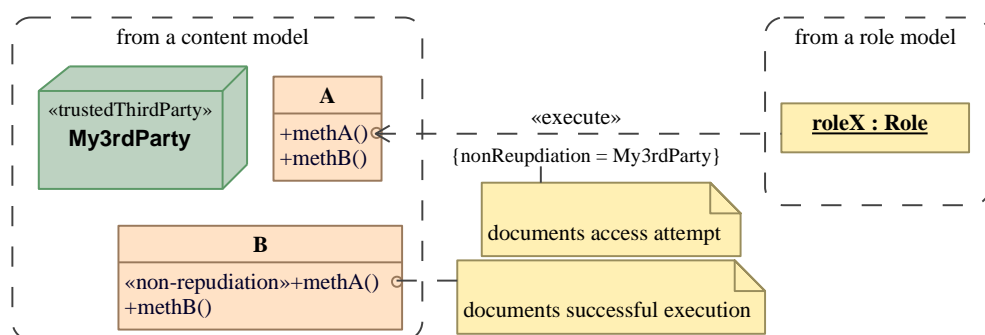 from a content model
from a role model
«trustedThirdParty»
My3rdParty
A
+methA()
+methB()
«execute»
{nonReupdiation = My3rdParty}
roleX : Role
documents access attempt
B
«non-repudiation»+methA()
+methB()
documents successful execution